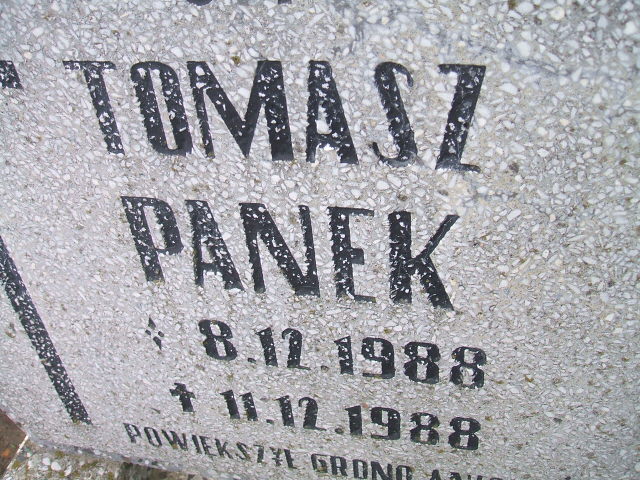 TOMASZ
PANEK
8.12.1988
† 11.12.1988
POWIĘKSZYŁ GRONO